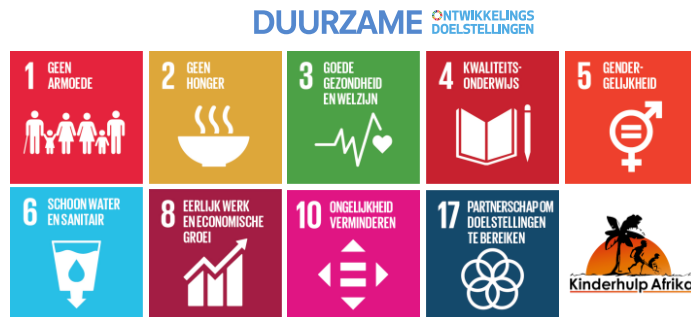 DUURZAME ONTWIKKELINGS
DOELSTELLINGEN
1 GEEN
ARMOEDE
2 GEEN
HONGER
3 GOEDE
GEZONDHEID
EN WELZIJN
4 KWALITEITS-
ONDERWIJS
5 GENDER-
GELIJKHEID
6 SCHOON WATER
EN SANITAIR
8 EERLIJK WERK
EN ECONOMISCHE
GROEI
10 ONGELIJKHEID
VERMINDEREN
17 PARTNERSCHAP OM
DOELSTELLINGEN
TE BEREIKEN
Kinderhulp Afrika